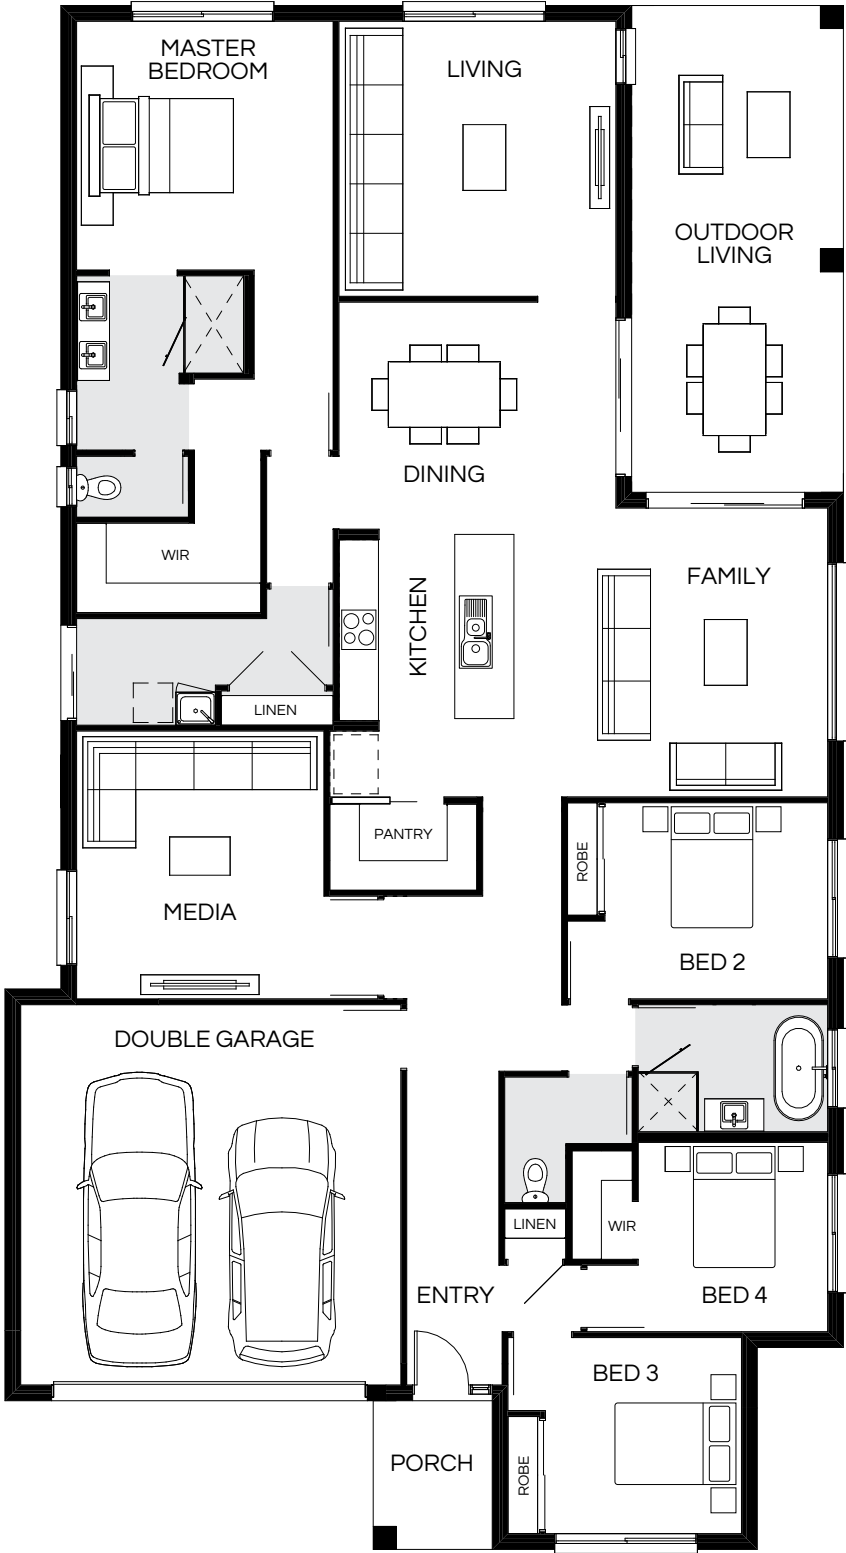 MASTER
BEDROOM
LIVING
OUTDOOR
LIVING
DINING
WIR
KITCHEN
FAMILY
LINEN
PANTRY
ROBE
MEDIA
BED 2
DOUBLE GARAGE
LINEN
WIR
ENTRY
BED 4
BED 3
PORCH
ROBE